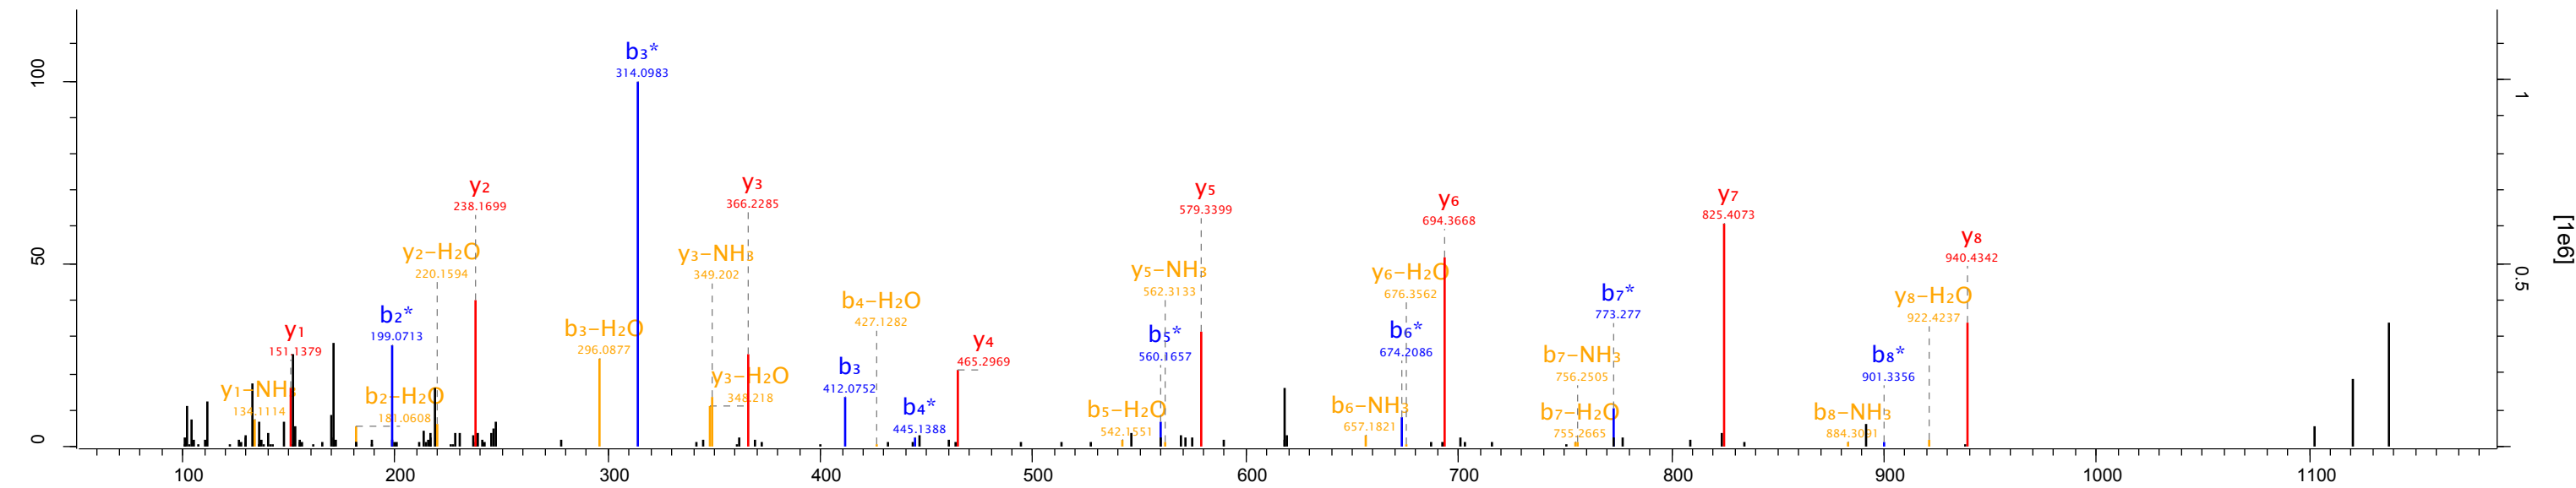 b₃*
314.0983
y₂
238.1699
y₃
366.2285
y₅
579.3399
y₆
694.3668
y₇
825.4073
y₈
940.4342
y₂−H₂O
220.1594
y₃−NH₃
349.202
y₅−NH₃
562.3133
y₆−H₂O
676.3562
b₇*
773.277
y₈−H₂O
922.4237
b₄−H₂O
427.1282
b₂*
199.0713
y₁
151.1379
b₃−H₂O
296.0877
y₄
465.2969
b₅*
560.1657
b₆*
674.2086
b₇−NH₃
756.2505
b₈*
901.3356
y₁−NH₃
134.1114
b₂−H₂O
181.0608
y₃−H₂O
348.218
b₃
412.0752
b₄*
445.1388
b₅−H₂O
542.1551
b₆−NH₃
657.1821
b₇−H₂O
755.2665
b₈−NH₃
884.3091
100
50
0
1
0.5
[1e6]
100 200 300 400 500 600 700 800 900 1000 1100